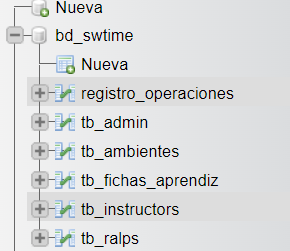 Nueva
bd_swtime
Nueva
registro_operaciones
tb_admin
tb_ambientes
tb_fichas_aprendiz
tb_instructors
tb_ralps